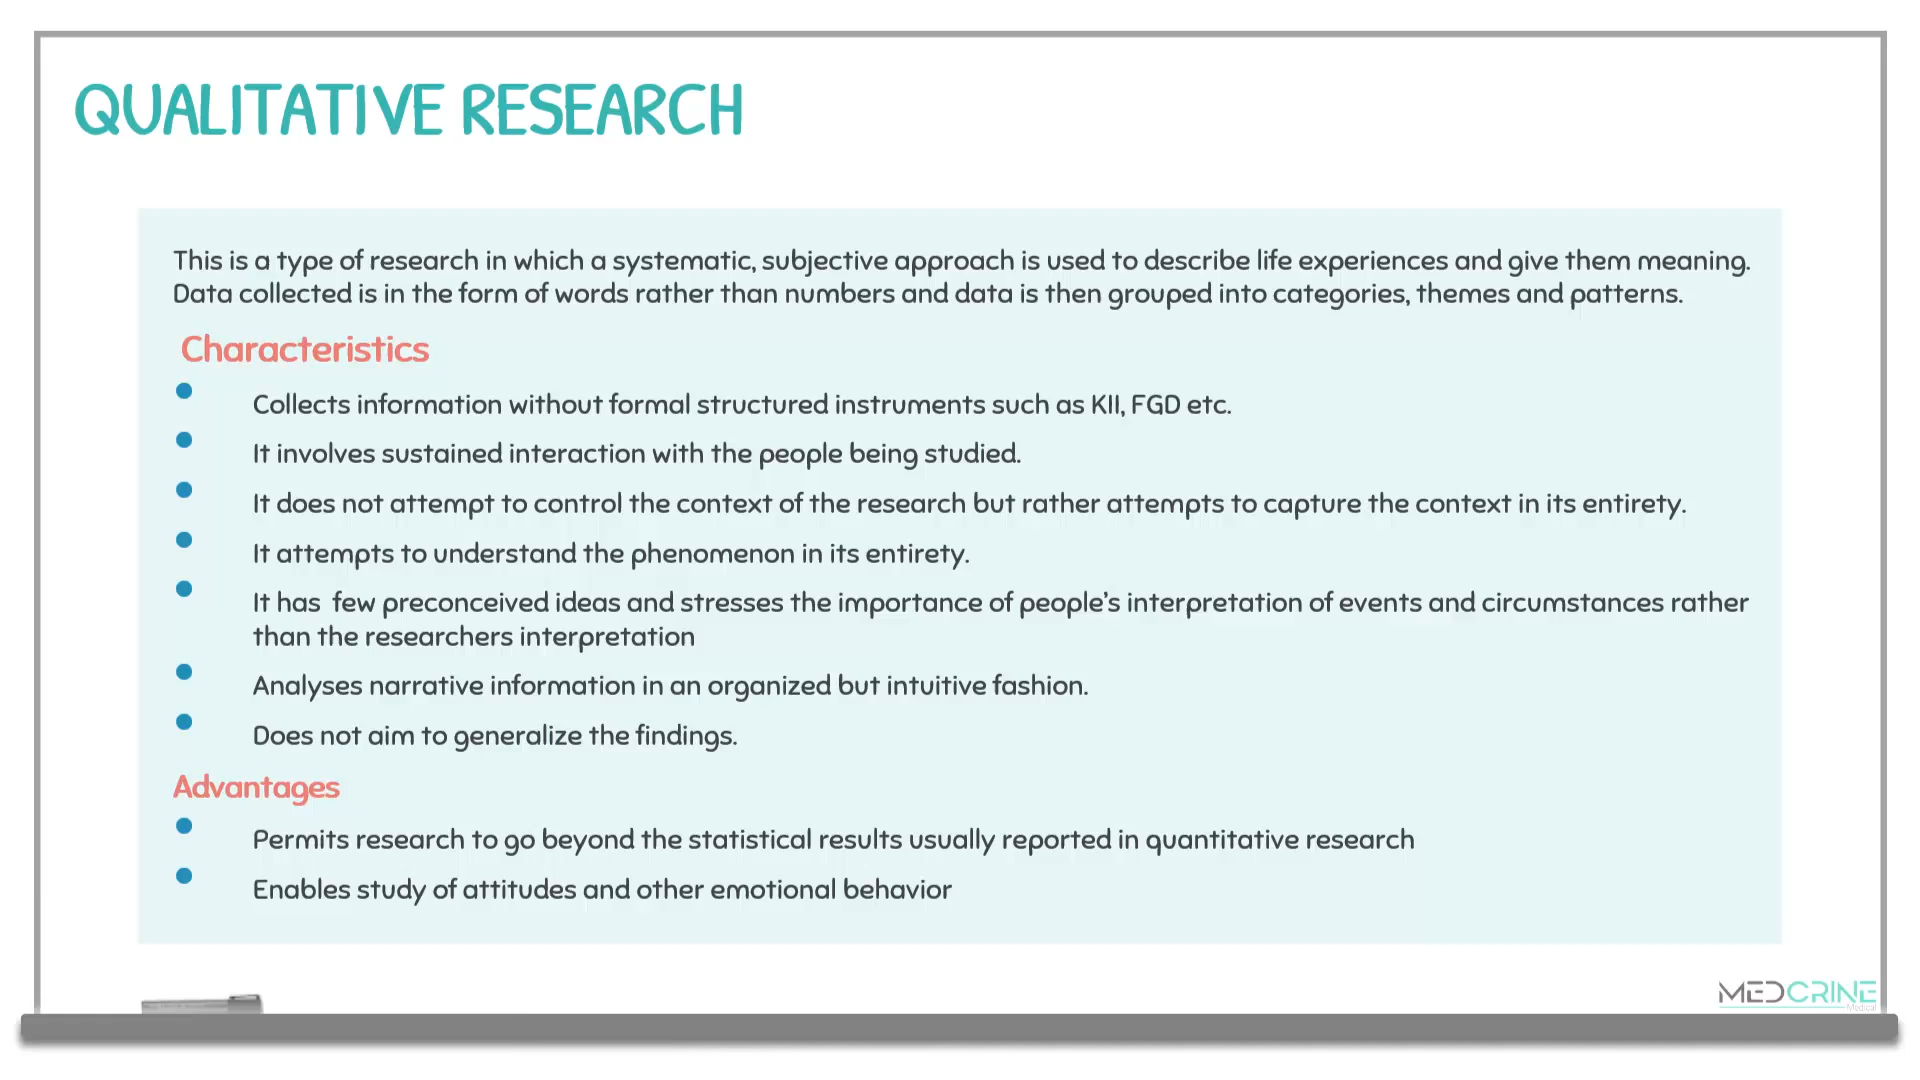 QUALITATIVE RESEARCH
This is a type of research in which a systematic, subjective approach is used to describe life experiences and give them meaning.
Data collected is in the form of words rather than numbers and data is then grouped into categories, themes and patterns.
Characteristics
Collects information without formal structured instruments such as KII, FGD etc.
It involves sustained interaction with the people being studied.
It does not attempt to control the context of the research but rather attempts to capture the context in its entirety.
It attempts to understand the phenomenon in its entirety.
It has few preconceived ideas and stresses the importance of people's interpretation of events and circumstances rather
than the researchers interpretation
Analyses narrative information in an organized but intuitive fashion.
Does not aim to generalize the findings.
Advantages
Permits research to go beyond the statistical results usually reported in quantitative research
Enables study of attitudes and other emotional behavior
MEDCRINE
Medical